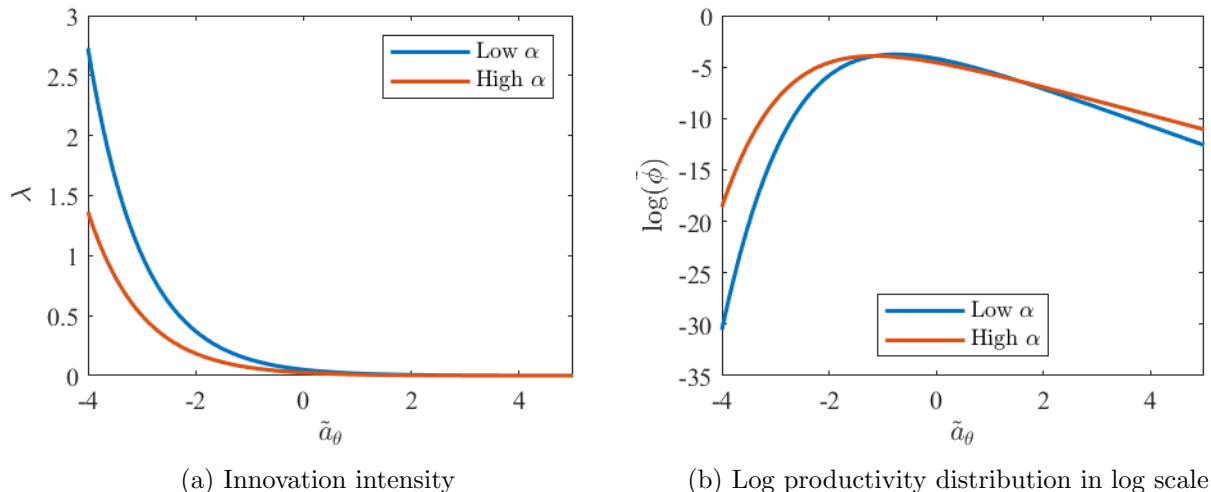 3
2.5
2
1.5
1
0.5
0
λ
-4
-2
0
2
4
ã_θ
Low α
High α
(a) Innovation intensity
0
-5
-10
-15
-20
-25
-30
-35
log(ϕ̃)
-4
-2
0
2
4
ã_θ
Low α
High α
(b) Log productivity distribution in log scale